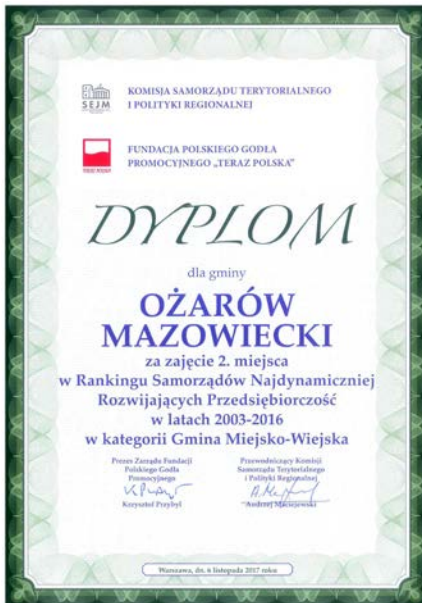 SEJM
KOMISJA SAMORZĄDU TERYTORIALNEGO
I POLITYKI REGIONALNEJ
TERAZ POLSKA
FUNDACJA POLSKIEGO GODŁA
PROMOCYJNEGO „TERAZ POLSKA”
DYPLOM
dla gminy
OŻARÓW
MAZOWIECKI
za zajęcie 2. miejsca
w Rankingu Samorządów Najdynamiczniej
Rozwijających Przedsiębiorczość
w latach 2003-2016
w kategorii Gmina Miejsko-Wiejska
Prezes Zarządu Fundacji
Polskiego Godła
Promocyjnego
Krzysztof Przybył
Przewodniczący Komisji
Samorządu Terytorialnego
i Polityki Regionalnej
Andrzej Maciejewski
Warszawa, dn. 6 listopada 2017 roku